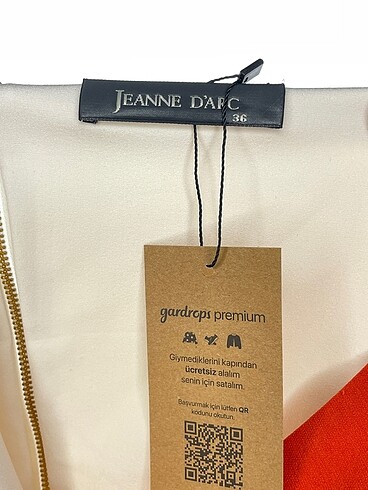 JEANNE D'ARC
36
gardrops premium
Giymediklerini kapından
ücretsiz alalım
senin için satalım.
Başvurmak için lütfen QR
kodunu okutun.